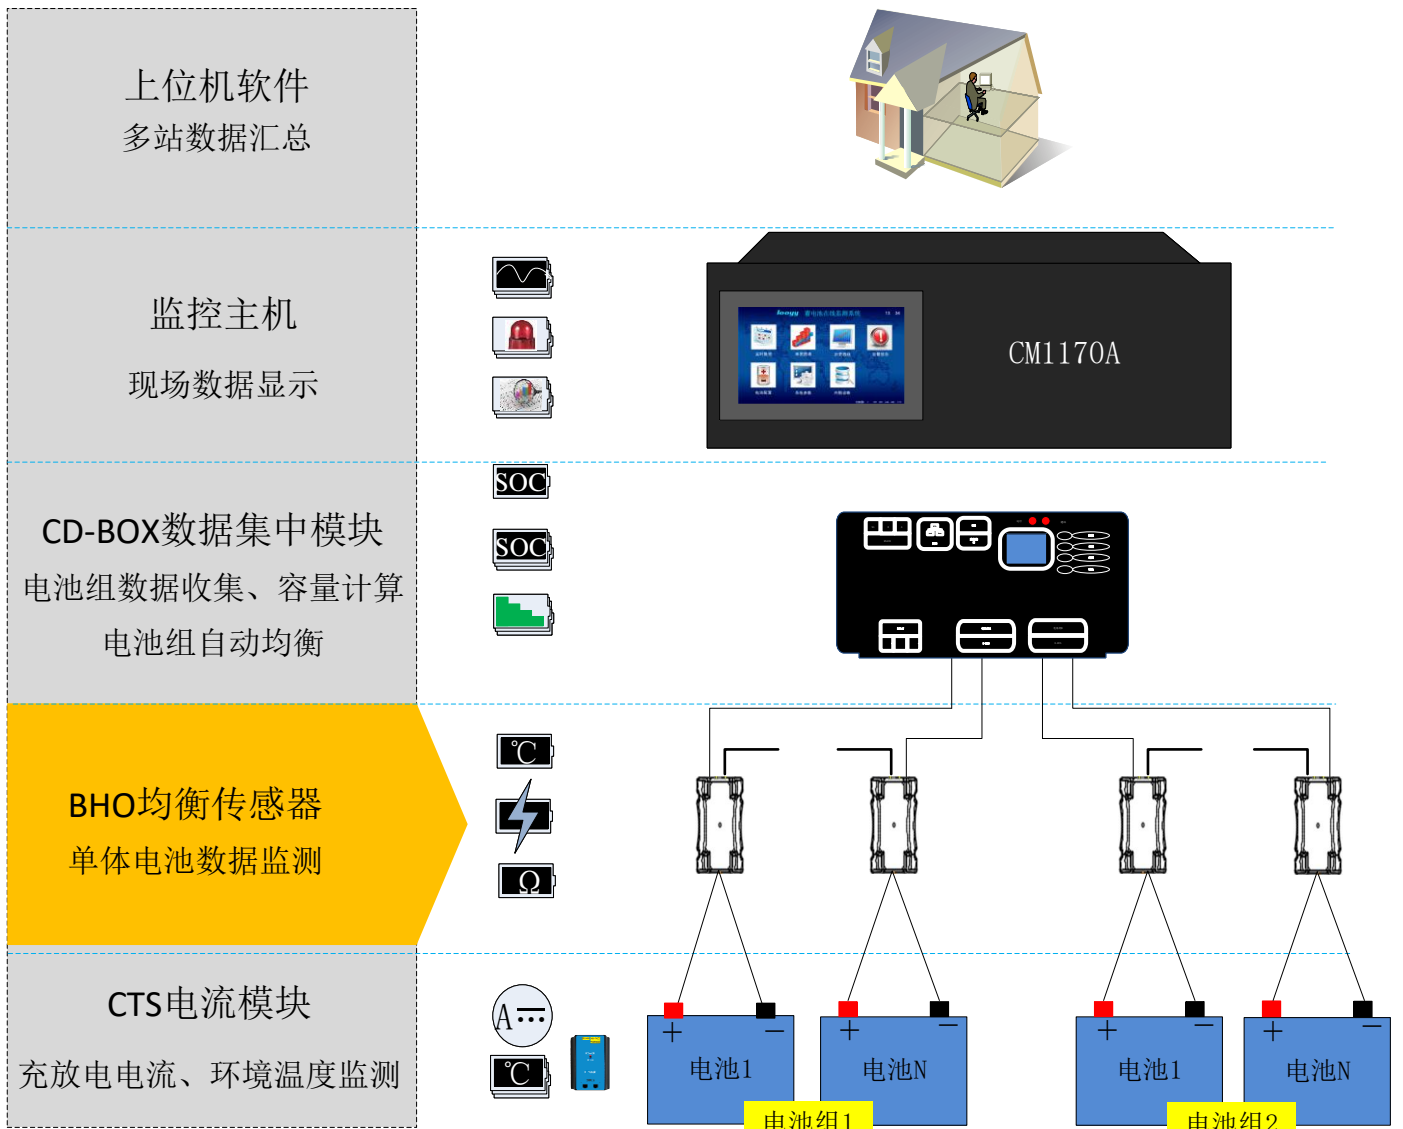 上位机软件
多站数据汇总
监控主机
现场数据显示
CM1170A
CD-BOX数据集中模块
电池组数据收集、容量计算
电池组自动均衡
SOC
SOC
BHO均衡传感器
单体电池数据监测
℃
Ω
CTS电流模块
充放电电流、环境温度监测
A
℃
+
−
+
−
+
−
+
−
电池1
电池N
电池1
电池N
电池组1
电池组2